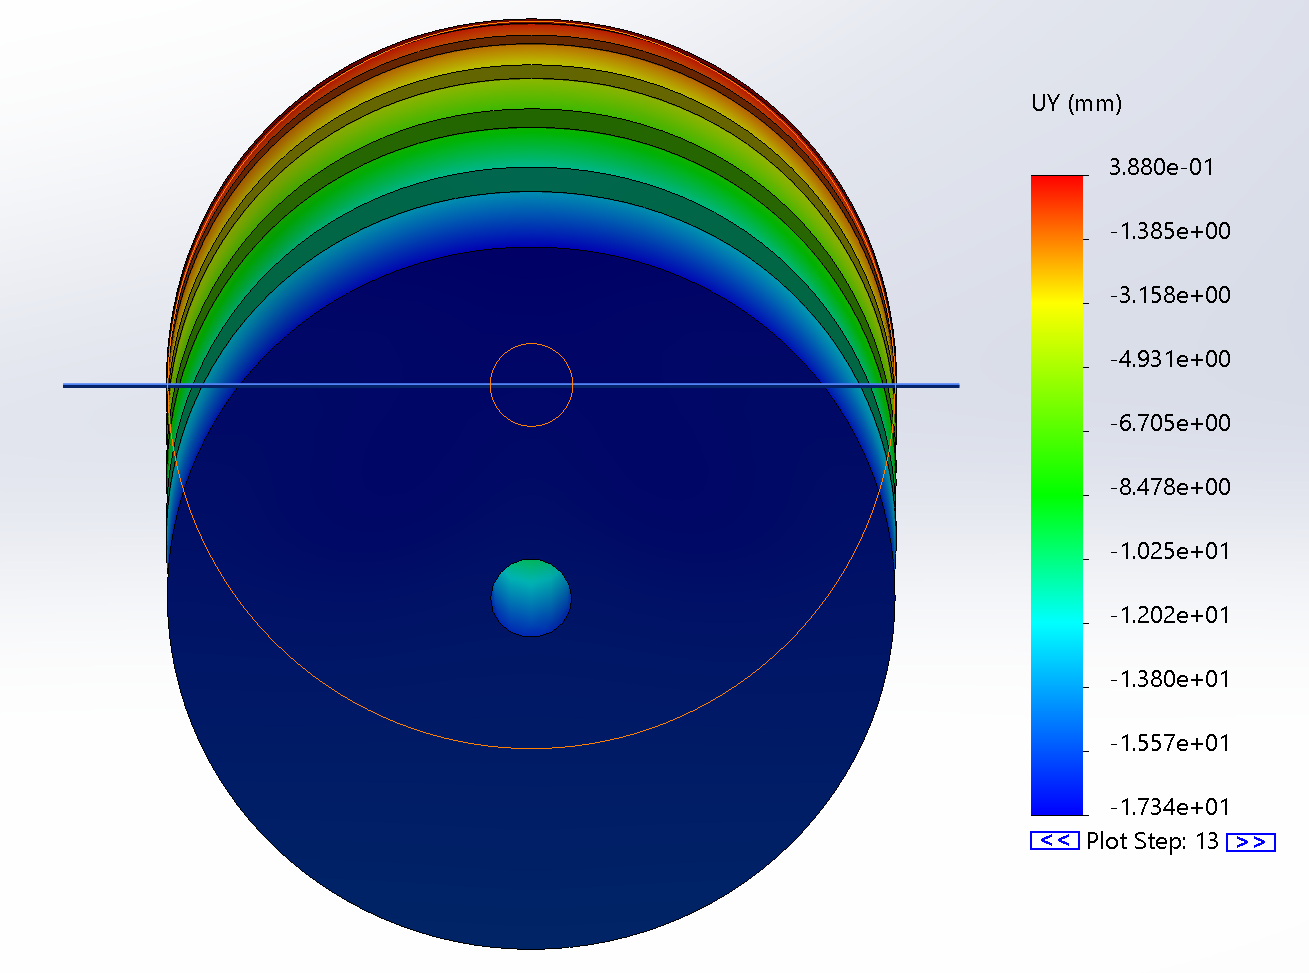 UY (mm)
3.880e-01
-1.385e+00
-3.158e+00
-4.931e+00
-6.705e+00
-8.478e+00
-1.025e+01
-1.202e+01
-1.380e+01
-1.557e+01
-1.734e+01
<< Plot Step: 13 >>